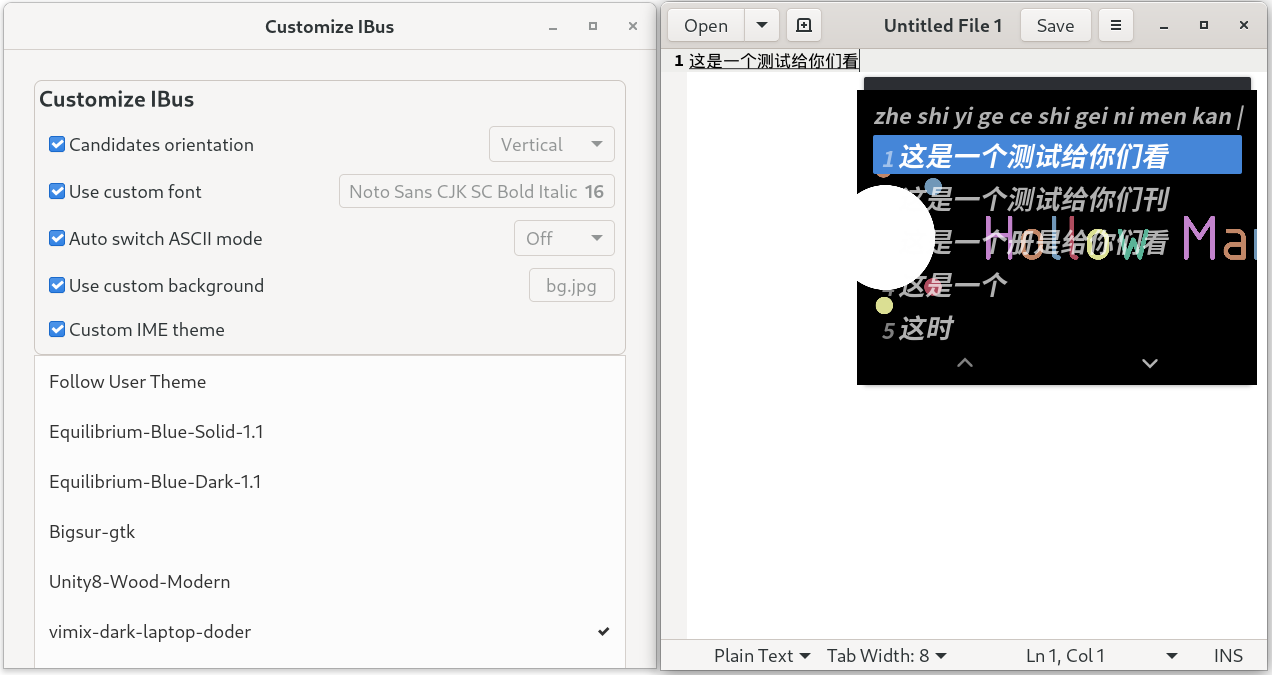 Customize IBus
Customize IBus
Candidates orientation
Vertical
Use custom font
Noto Sans CJK SC Bold Italic 16
Auto switch ASCII mode
Off
Use custom background
bg.jpg
Custom IME theme
Follow User Theme
Equilibrium-Blue-Solid-1.1
Equilibrium-Blue-Dark-1.1
Bigsur-gtk
Unity8-Wood-Modern
vimix-dark-laptop-doder
Open
Untitled File 1
Save
1 这是一个测试给你们看
zhe shi yi ge ce shi gei ni men kan |
1 这是一个测试给你们看
这是一个测试给你们刊
是一个册是给你们看
Hollow Man
4 这是一个
5 这时
Plain Text
Tab Width: 8
Ln 1, Col 1
INS